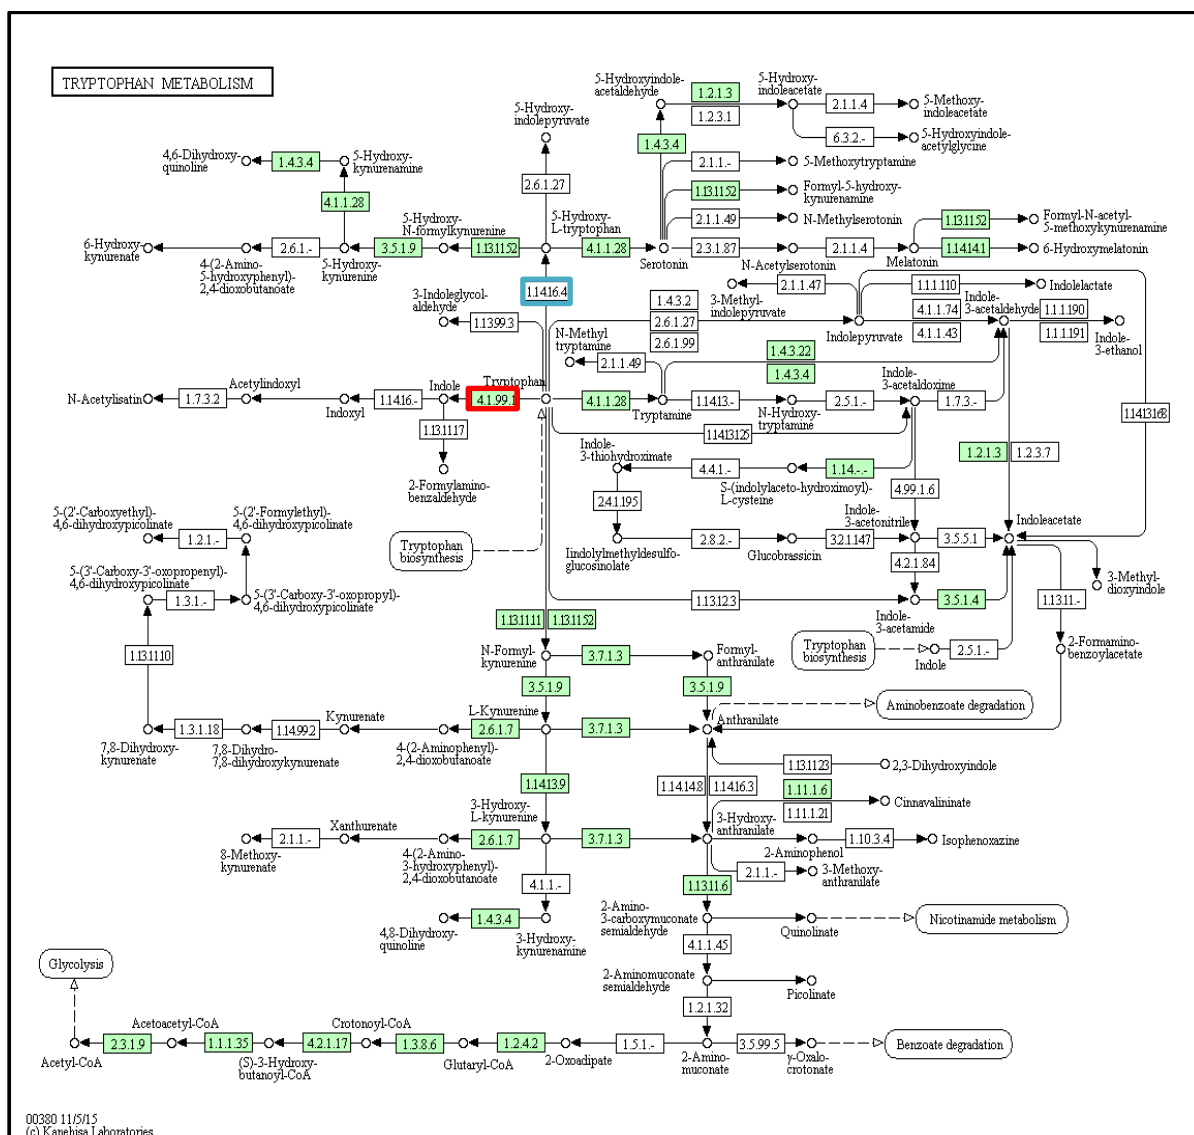 TRYPTOPHAN METABOLISM
5-Hydroxyindole-
acetaldehyde
1.2.1.3
1.2.3.1
5-Hydroxy-
indoleacetate
2.1.1.4
5-Methoxy-
indoleacetate
6.3.2.-
5-Hydroxyindole-
acetylglycine
5-Hydroxy-
indolepyruvate
1.4.3.4
4,6-Dihydroxy-
quinoline
1.4.3.4
5-Hydroxy-
kynurenamine
2.1.1.-
5-Methoxytryptamine
2.6.1.27
1.13.11.52
Formyl-5-hydroxy-
kynurenamine
4.1.1.28
5-Hydroxy-
N-formylkynurenine
5-Hydroxy-
L-tryptophan
2.1.1.49
N-Methylserotonin
1.13.11.52
Formyl-N-acetyl-
5-methoxykynurenamine
6-Hydroxy-
kynurenate
2.6.1.-
3.5.1.9
1.13.11.52
4.1.1.28
2.3.1.87
2.1.1.4
1.14.14.1
6-Hydroxymelatonin
4-(2-Amino-
5-hydroxyphenyl)-
2,4-dioxobutanoate
5-Hydroxy-
kynurenine
Serotonin
N-Acetylserotonin
Melatonin
1.14.16.4
2.1.1.47
1.1.1.110
Indolelactate
3-Indoleglycol-
aldehyde
1.13.99.3
1.4.3.2
2.6.1.27
2.6.1.99
3-Methyl-
indolepyruvate
Indolepyruvate
4.1.1.74
4.1.1.43
Indole-
3-acetaldehyde
1.1.1.190
1.1.1.191
Indole-
3-ethanol
N-Methyl
tryptamine
2.1.1.49
1.4.3.22
1.4.3.4
N-Acetylisatin
1.7.3.2
Acetylindoxyl
Indoxyl
1.14.16.-
Indole
4.1.99.1
Tryptophan
4.1.1.28
Tryptamine
1.14.13.-
N-Hydroxy-
tryptamine
2.5.1.-
Indole-
3-acetaldoxime
1.7.3.-
1.14.13.168
1.13.11.17
1.14.13.125
2-Formylamino-
benzaldehyde
Indole-
3-thiohydroximate
4.4.1.-
1.14.-.-
S-(indolylaceto-hydroximoyl)-
L-cysteine
1.2.1.3
1.2.3.7
4.99.1.6
2.4.1.195
5-(2'-Carboxyethyl)-
4,6-dihydroxypicolinate
5-(2'-Formylethyl)-
4,6-dihydroxypicolinate
1.2.1.-
Tryptophan
biosynthesis
Iindolylmethyldesulfo-
glucosinolate
2.8.2.-
Glucobrassicin
3.2.1.147
Indole-
3-acetonitrile
3.5.5.1
Indoleacetate
4.2.1.84
5-(3'-Carboxy-3'-oxopropenyl)-
4,6-dihydroxypicolinate
1.3.1.-
5-(3'-Carboxy-3'-oxopropyl)-
4,6-dihydroxypicolinate
1.13.12.3
Indole-
3-acetamide
3.5.1.4
1.13.11.-
3-Methyl-
dioxyindole
1.13.11.11
1.13.11.52
1.13.11.10
N-Formyl-
kynurenine
3.7.1.3
Formyl-
anthranilate
Tryptophan
biosynthesis
Indole
2.5.1.-
2-Formamino-
benzoylacetate
3.5.1.9
3.5.1.9
Aminobenzoate degradation
1.3.1.18
7,8-Dihydroxy-
kynurenate
1.14.99.2
7,8-Dihydro-
7,8-dihydroxykynurenate
Kynurenate
2.6.1.7
4-(2-Aminophenyl)-
2,4-dioxobutanoate
L-Kynurenine
3.7.1.3
Anthranilate
1.13.11.23
2,3-Dihydroxyindole
1.14.13.9
1.14.14.8
1.14.16.3
1.11.1.6
1.11.1.21
Cinnavalininate
2.1.1.-
8-Methoxy-
kynurenate
Xanthurenate
2.6.1.7
4-(2-Amino-
3-hydroxyphenyl)-
2,4-dioxobutanoate
3-Hydroxy-
L-kynurenine
3.7.1.3
3-Hydroxy-
anthranilate
2-Aminophenol
1.10.3.4
Isophenoxazine
2.1.1.-
3-Methoxy-
anthranilate
4.1.1.-
1.13.11.6
4,8-Dihydroxy-
quinoline
1.4.3.4
3-Hydroxy-
kynurenamine
2-Amino-
3-carboxymuconate
semialdehyde
Quinolinate
Nicotinamide metabolism
4.1.1.45
Glycolysis
2-Aminomuconate
semialdehyde
Picolinate
1.2.1.32
Acetyl-CoA
2.3.1.9
Acetoacetyl-CoA
1.1.1.35
(S)-3-Hydroxy-
butanoyl-CoA
4.2.1.17
Crotonoyl-CoA
1.3.8.6
Glutaryl-CoA
1.2.4.2
2-Oxoadipate
1.5.1.-
2-Amino-
muconate
3.5.99.5
γ-Oxalo-
crotonate
Benzoate degradation
00380 11/5/15
(c) Kanehisa Laboratories